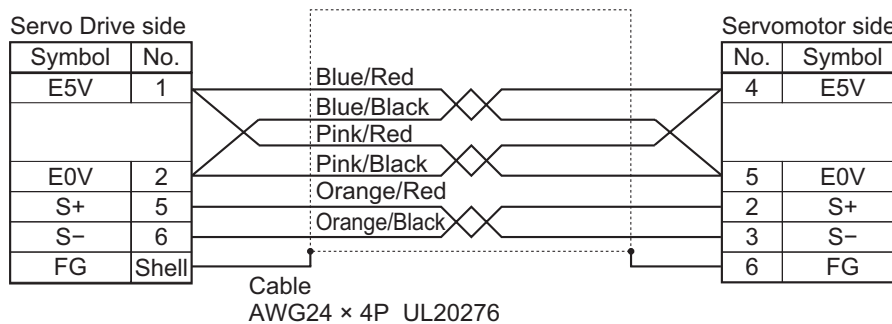 Servo Drive side
Servomotor side
Symbol No.
No. Symbol
E5V 1
Blue/Red
4 E5V
Blue/Black
Pink/Red
Pink/Black
E0V 2
5 E0V
Orange/Red
S+ 5
2 S+
Orange/Black
S− 6
3 S−
FG Shell
6 FG
Cable
AWG24 × 4P UL20276